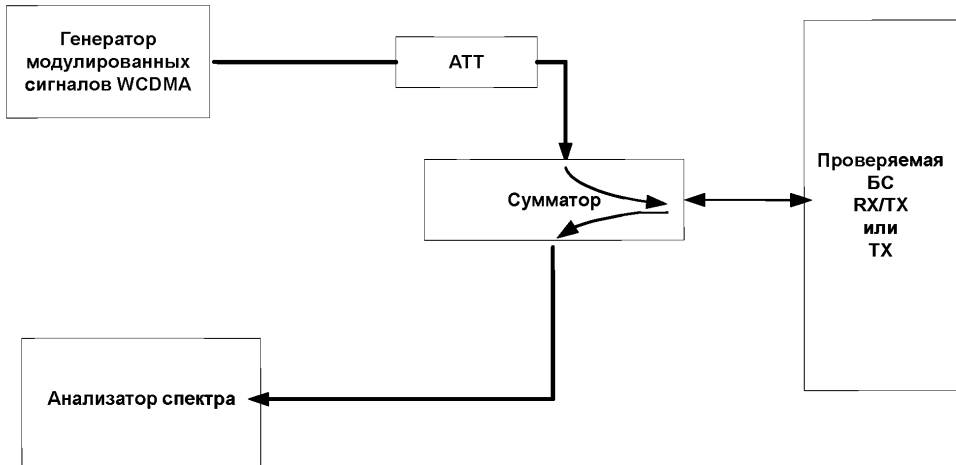 Генератор
модулированных
сигналов WCDMA
АТТ
Сумматор
Проверяемая
БС
RX/TX
или
TX
Анализатор спектра